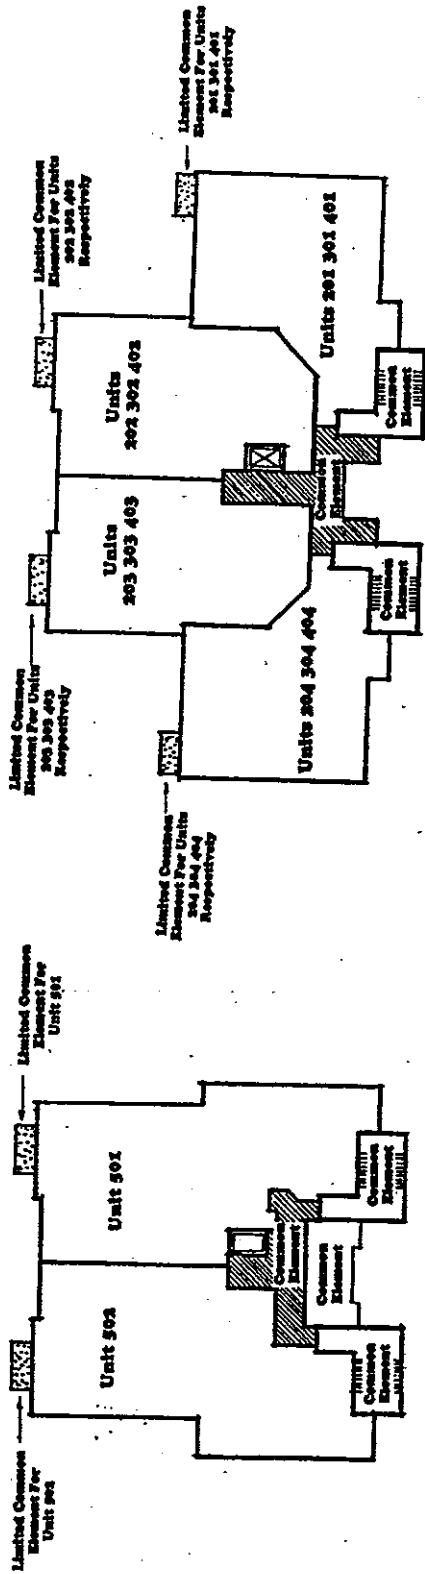 Limited Common
Element For
Unit 502
Limited Common
Element For
Unit 501
Unit 502
Unit 501
Common
Element
Common
Element
Common
Element
Common
Element
Limited Common
Element For Units
204 304 404
Respectively
Limited Common
Element For Units
203 303 403
Respectively
Limited Common
Element For Units
202 302 402
Respectively
Limited Common
Element For Units
201 301 401
Respectively
Units
203 303 403
Units
202 302 402
Units 204 304 404
Units 201 301 401
Common
Element
Common
Element
Common
Element